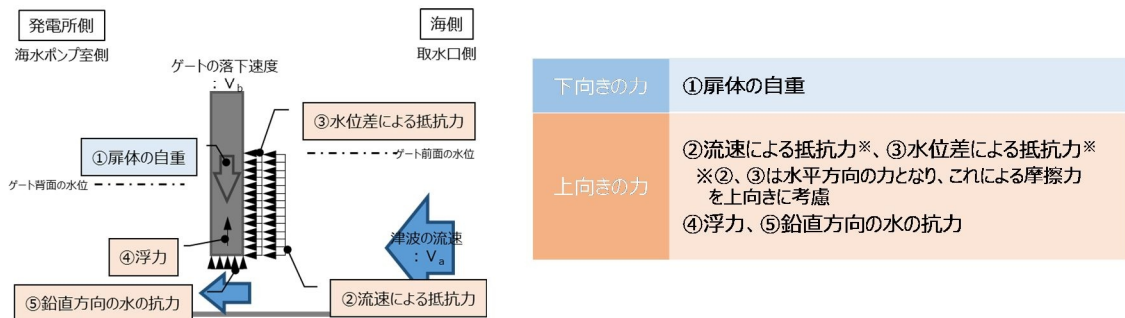 発電所側
海水ポンプ室側
海側
取水口側
ゲートの落下速度
: Vb
③水位差による抵抗力
①扉体の自重
ゲート前面の水位
ゲート背面の水位
④浮力
津波の流速
: Va
⑤鉛直方向の水の抗力
②流速による抵抗力
下向きの力
①扉体の自重
上向きの力
②流速による抵抗力※、③水位差による抵抗力※
※②、③は水平方向の力となり、これによる摩擦力
を上向きに考慮
④浮力、⑤鉛直方向の水の抗力